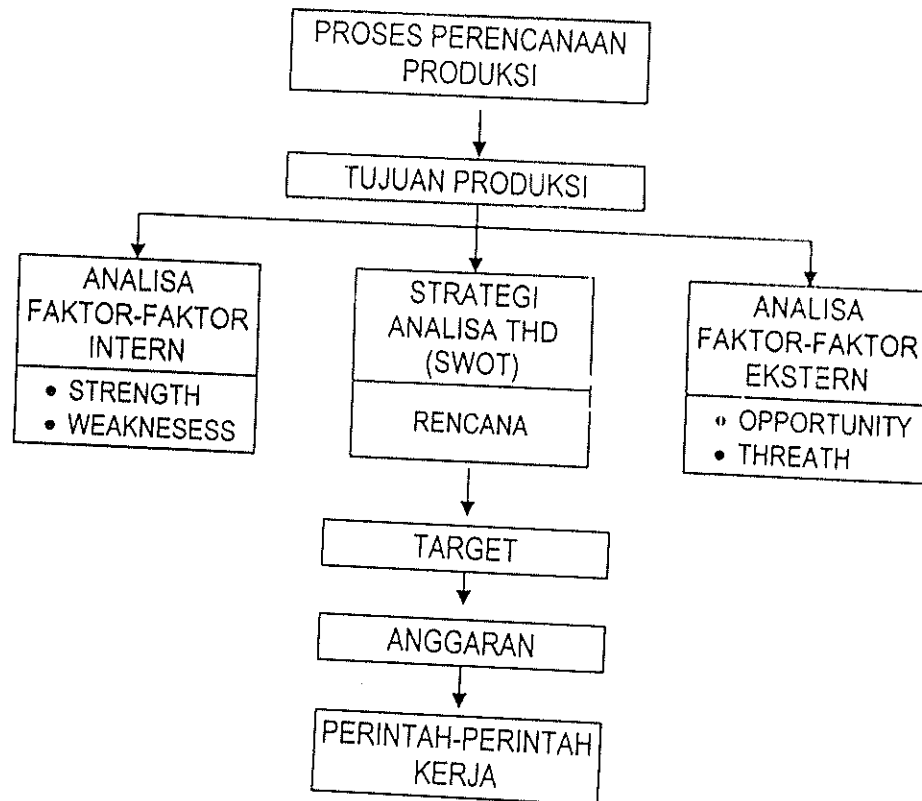 PROSES PERENCANAAN
PRODUKSI
TUJUAN PRODUKSI
ANALISA
FAKTOR-FAKTOR
INTERN
• STRENGTH
• WEAKNESESS
STRATEGI
ANALISA THD
(SWOT)
RENCANA
ANALISA
FAKTOR-FAKTOR
EKSTERN
• OPPORTUNITY
• THREATH
TARGET
ANGGARAN
PERINTAH-PERINTAH
KERJA